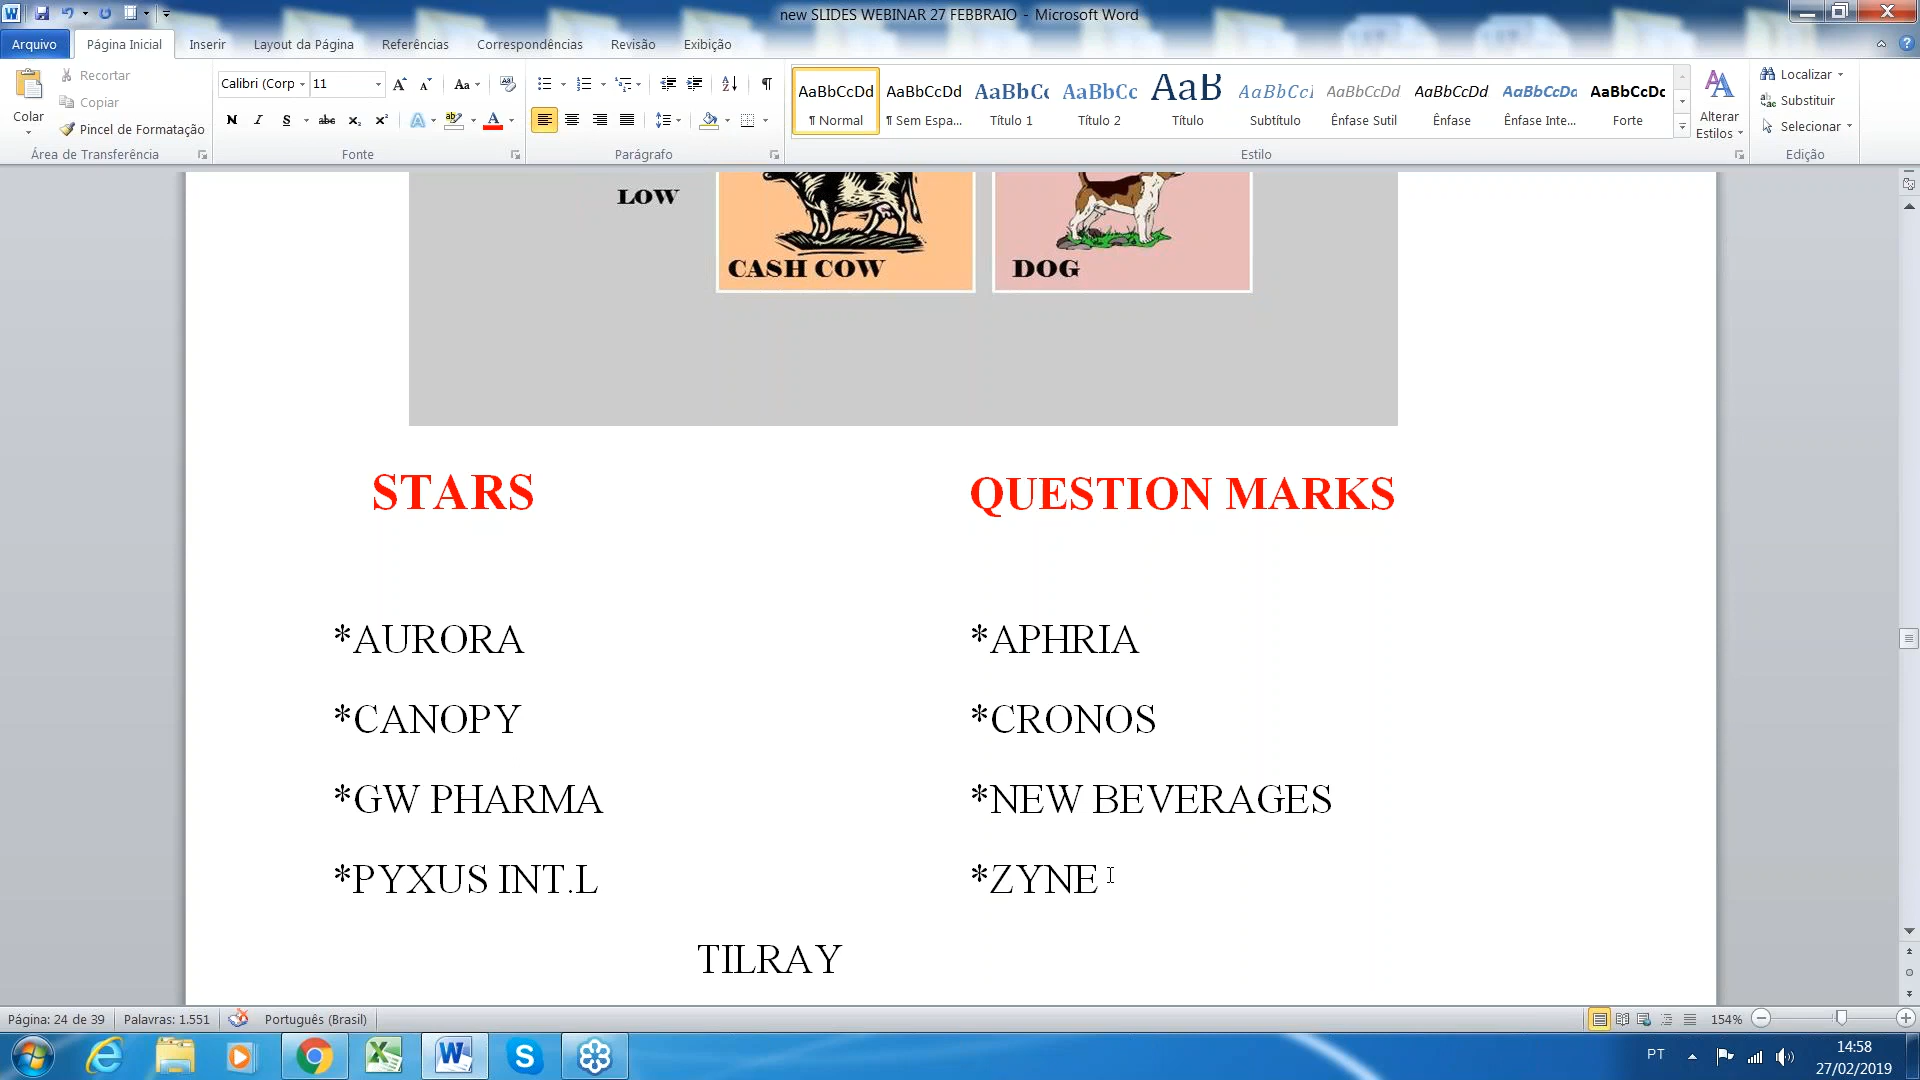 new SLIDES WEBINAR 27 FEBBRAIO - Microsoft Word
Arquivo Página Inicial Inserir Layout da Página Referências Correspondências Revisão Exibição
Colar
Recortar
Copiar
Pincel de Formatação
Área de Transferência
Calibri (Corp 11
Fonte
Parágrafo
AaBbCcDd AaBbCcDd AaBbCc AaBbCc AaB AaBbCcI AaBbCcDd AaBbCcDd AaBbCcDd AaBbCcDc
¶ Normal ¶ Sem Espa... Título 1 Título 2 Título Subtítulo Ênfase Sutil Ênfase Ênfase Inte... Forte
Estilo
Alterar Estilos
Localizar
Substituir
Selecionar
Edição
LOW
CASH COW DOG
STARS QUESTION MARKS
*AURORA *APHRIA
*CANOPY *CRONOS
*GW PHARMA *NEW BEVERAGES
*PYXUS INT.L *ZYNE
TILRAY
Página: 24 de 39 Palavras: 1.551 Português (Brasil) 154%
PT 14:58
27/02/2019